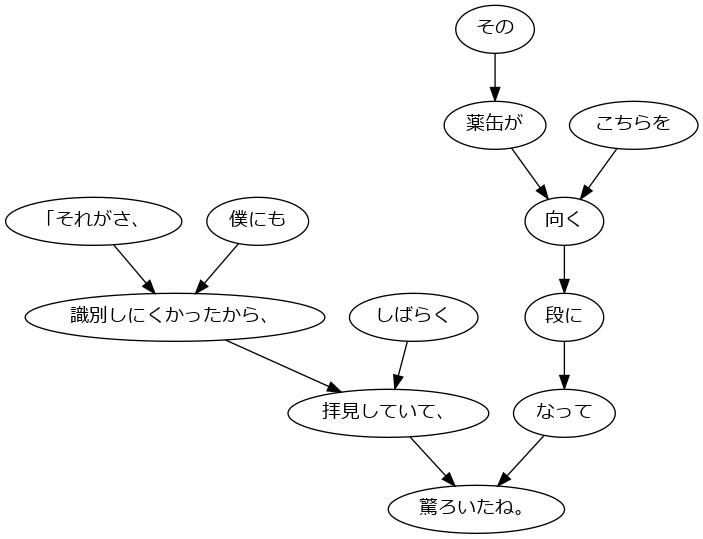 その
薬缶が
こちらを
「それがさ、
僕にも
向く
識別しにくかったから、
しばらく
段に
拝見していて、
なって
驚ろいたね。